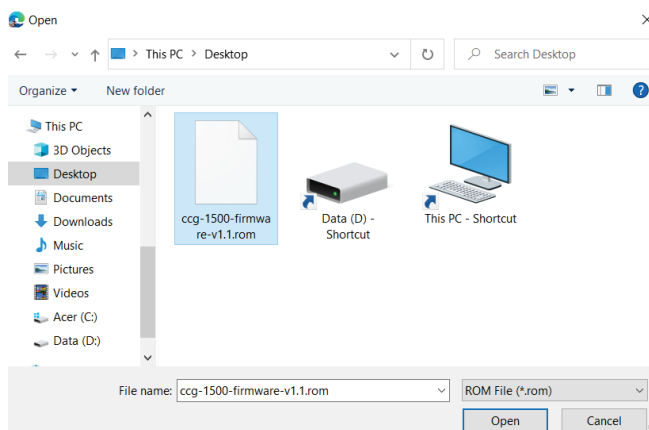 Open
This PC > Desktop
Search Desktop
Organize
New folder
This PC
3D Objects
Desktop
Documents
Downloads
Music
Pictures
Videos
Acer (C:)
Data (D:)
ccg-1500-firmwa
re-v1.1.rom
Data (D) -
Shortcut
This PC - Shortcut
File name: ccg-1500-firmware-v1.1.rom
ROM File (*.rom)
Open
Cancel